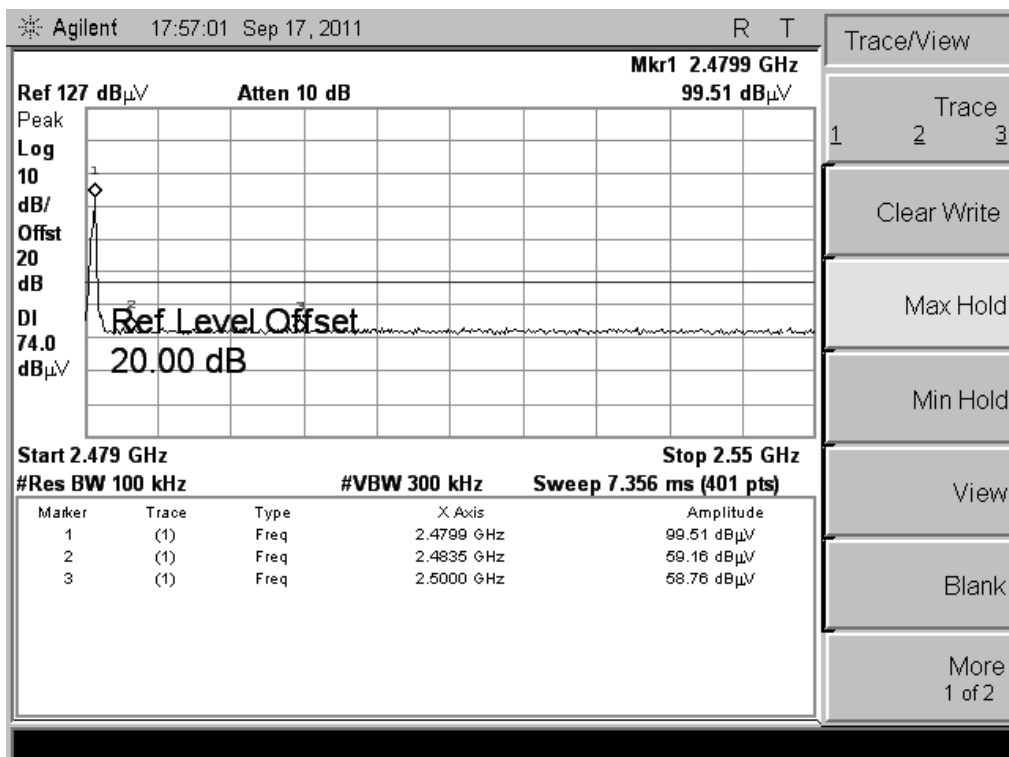 Agilent 17:57:01 Sep 17, 2011 R T
Mkr1 2.4799 GHz
Ref 127 dBµV Atten 10 dB 99.51 dBµV
Peak
Log
10
dB/
Offst
20
dB
DI
74.0
dBµV
1
2
3
Ref Level Offset
20.00 dB
Start 2.479 GHz Stop 2.55 GHz
#Res BW 100 kHz #VBW 300 kHz Sweep 7.356 ms (401 pts)
Marker Trace Type X Axis Amplitude
1 (1) Freq 2.4799 GHz 99.51 dBµV
2 (1) Freq 2.4835 GHz 59.16 dBµV
3 (1) Freq 2.5000 GHz 58.76 dBµV
Trace/View
Trace
1 2 3
Clear Write
Max Hold
Min Hold
View
Blank
More
1 of 2